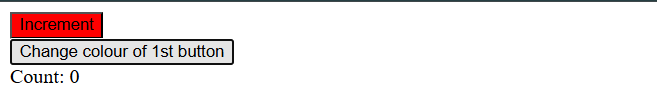 Increment
Change colour of 1st button
Count: 0